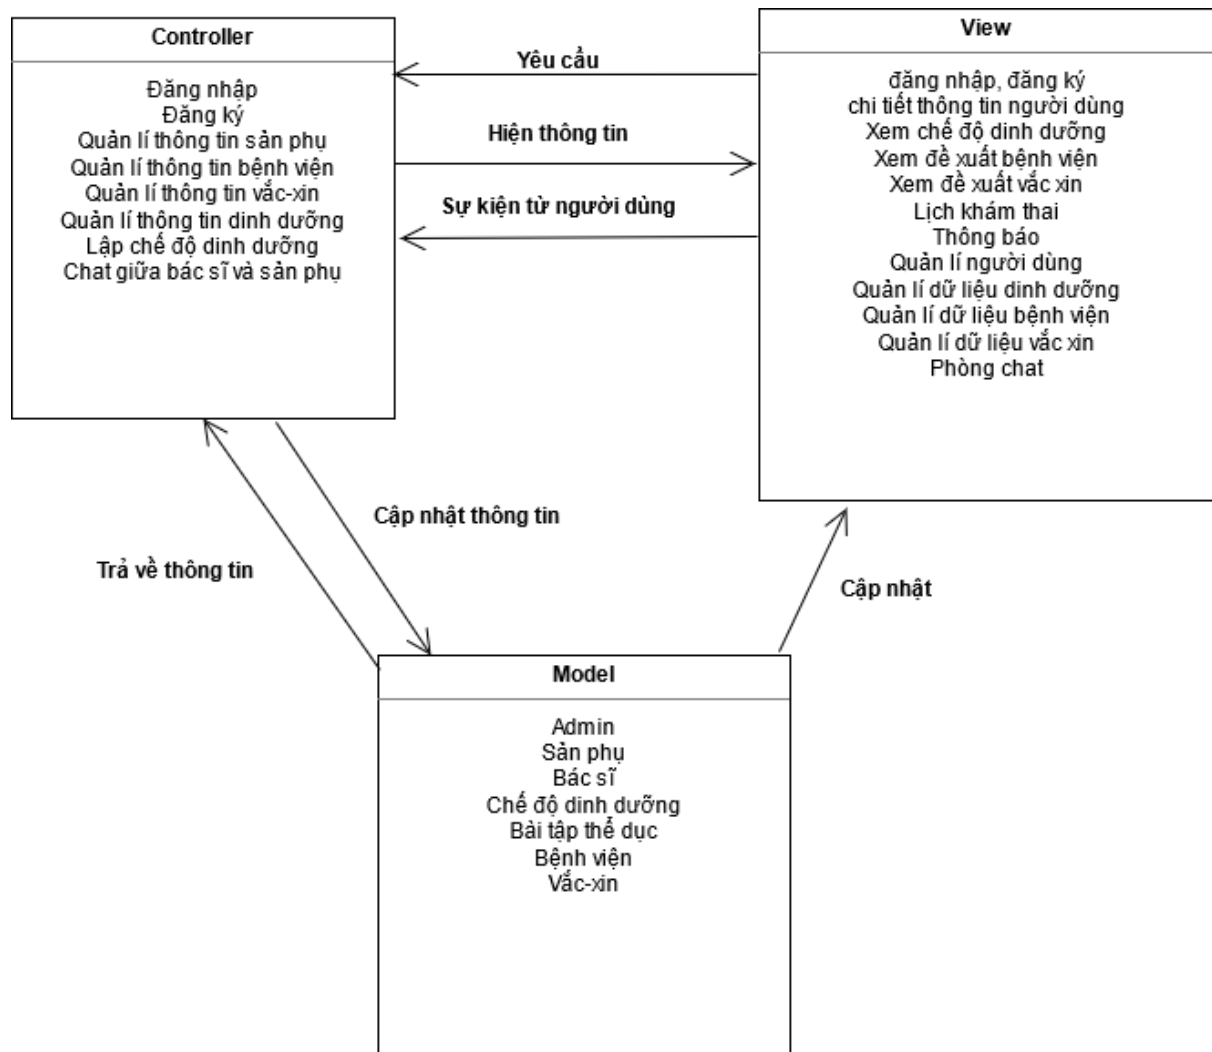 Controller
Đăng nhập
Đăng ký
Quản lí thông tin sản phụ
Quản lí thông tin bệnh viện
Quản lí thông tin vắc-xin
Quản lí thông tin dinh dưỡng
Lập chế độ dinh dưỡng
Chat giữa bác sĩ và sản phụ
Yêu cầu
Hiện thông tin
Sự kiện từ người dùng
View
đăng nhập, đăng ký
chi tiết thông tin người dùng
Xem chế độ dinh dưỡng
Xem đề xuất bệnh viện
Xem đề xuất vắc xin
Lịch khám thai
Thông báo
Quản lí người dùng
Quản lí dữ liệu dinh dưỡng
Quản lí dữ liệu bệnh viện
Quản lí dữ liệu vắc xin
Phòng chat
Cập nhật thông tin
Trả về thông tin
Cập nhật
Model
Admin
Sản phụ
Bác sĩ
Chế độ dinh dưỡng
Bài tập thể dục
Bệnh viện
Vắc-xin